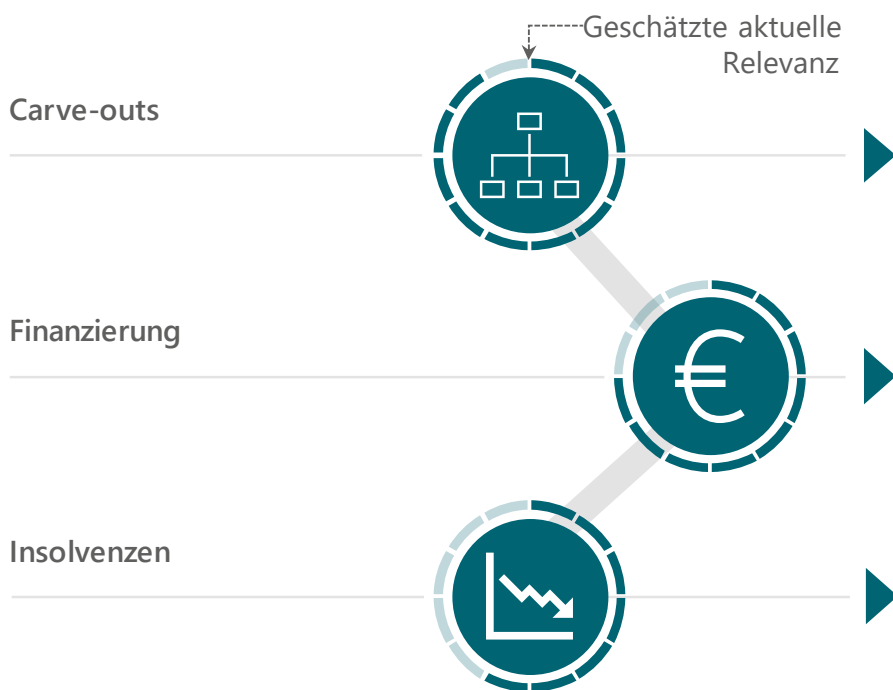 Geschätzte aktuelle
Relevanz
Carve-outs
Finanzierung
€
Insolvenzen